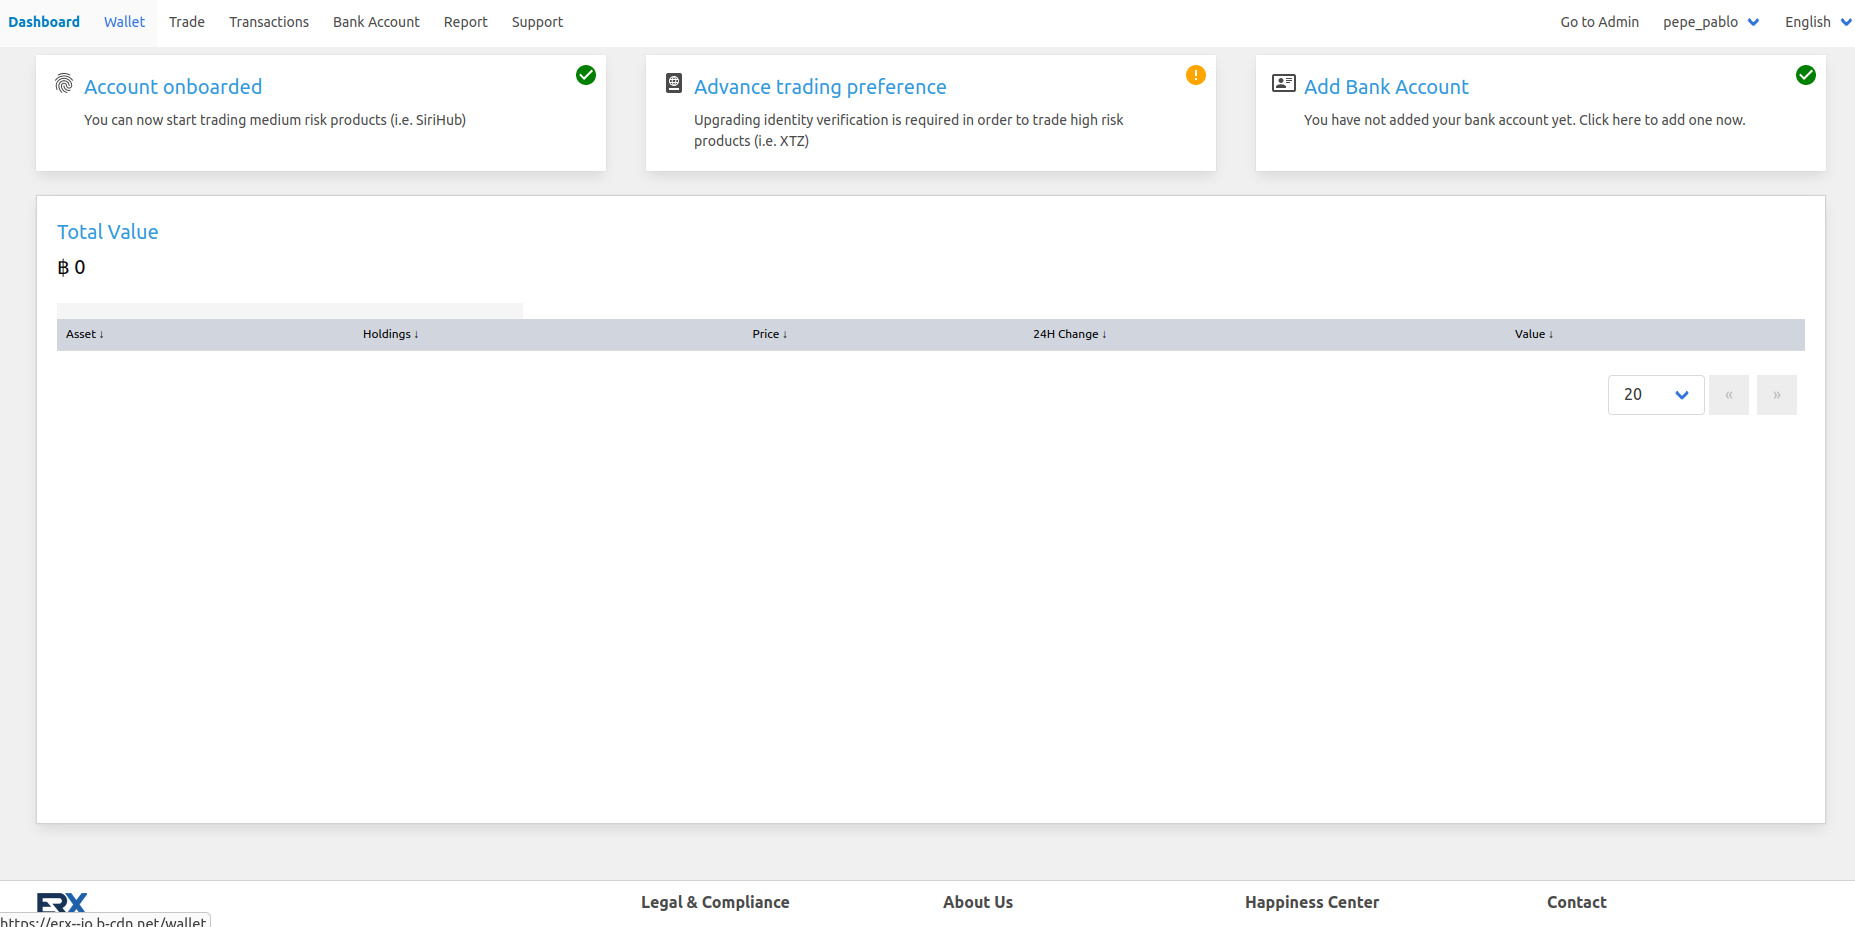 Dashboard Wallet Trade Transactions Bank Account Report Support Go to Admin pepe_pablo English
Account onboarded
You can now start trading medium risk products (i.e. SiriHub)
Advance trading preference
Upgrading identity verification is required in order to trade high risk
products (i.e. XTZ)
Add Bank Account
You have not added your bank account yet. Click here to add one now.
Total Value
฿ 0
Asset ↓ Holdings ↓ Price ↓ 24H Change ↓ Value ↓
20 « »
ERX Legal & Compliance About Us Happiness Center Contact
https://erx--io.b-cdn.net/wallet